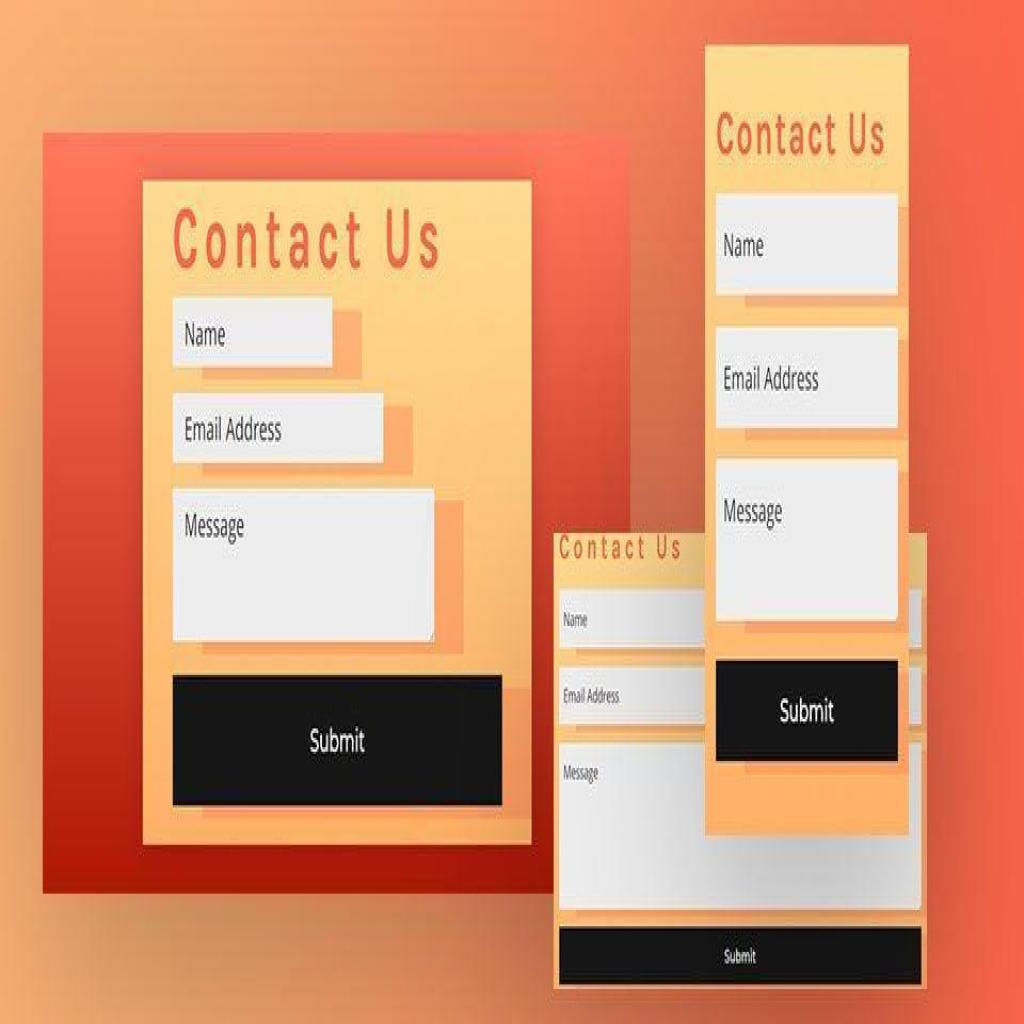 Contact Us
Name
Email Address
Message
Submit
Contact Us
Name
Email Address
Message
Submit
Contact Us
Name
Email Address
Message
Submit